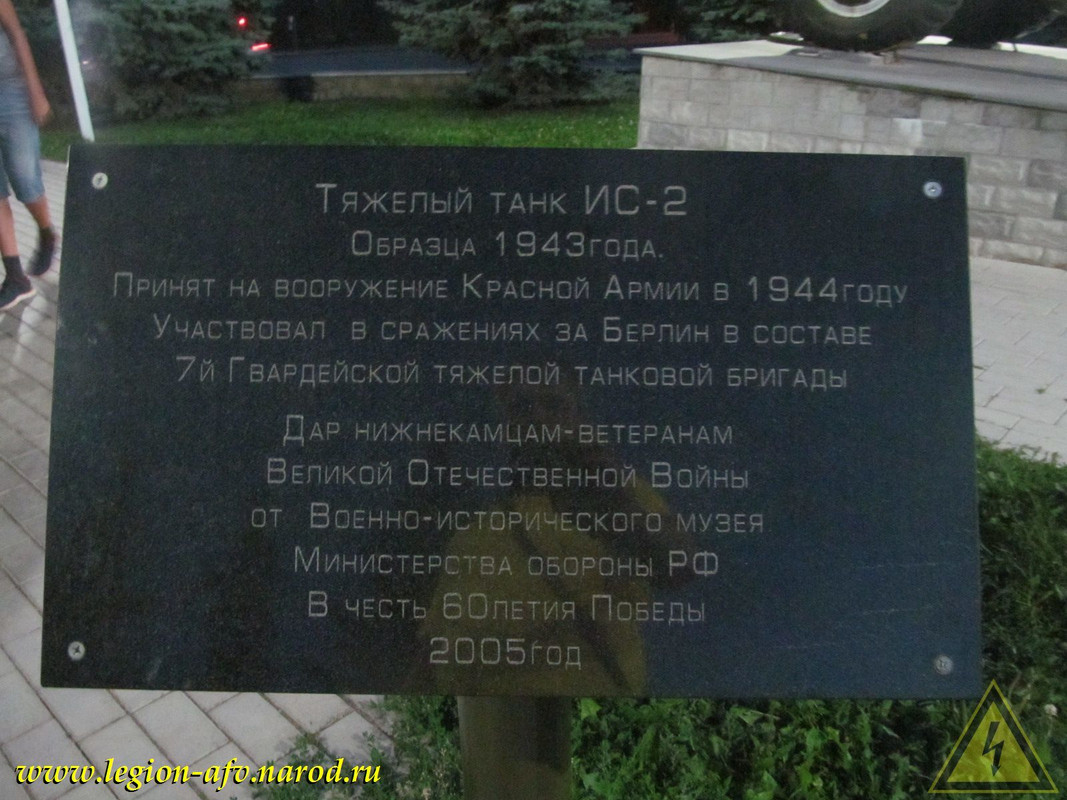 Тяжелый танк ИС-2
Образца 1943года.
Принят на вооружение Красной Армии в 1944году
Участвовал в сражениях за Берлин в составе
7й Гвардейской тяжелой танковой бригады
Дар нижнекамцам-ветеранам
Великой Отечественной Войны
от Военно-исторического музея
Министерства обороны РФ
В честь 60летия Победы
2005год
www.legion-afv.narod.ru